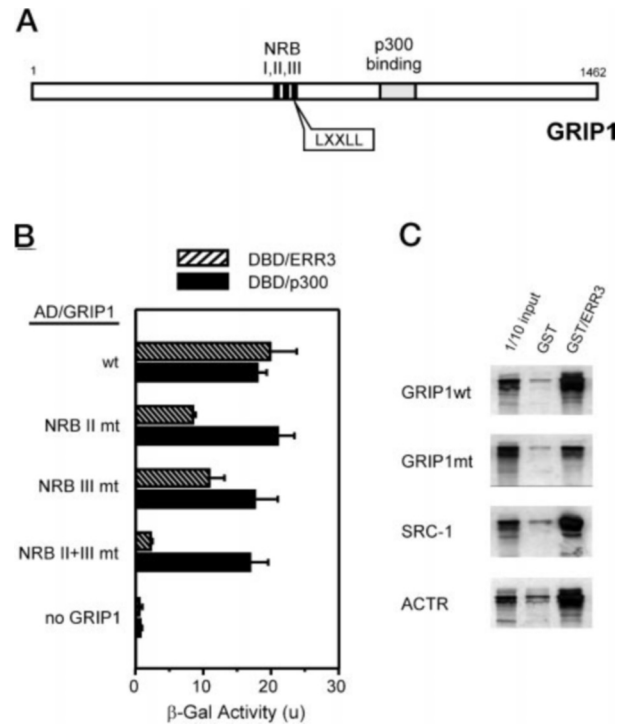 A
NRB
I,II,III
p300
binding
1
1462
LXXLL
GRIP1
B
DBD/ERR3
DBD/p300
AD/GRIP1
wt
NRB II mt
NRB III mt
NRB II+III mt
no GRIP1
0 10 20 30
β-Gal Activity (u)
C
1/10 input
GST
GST/ERR3
GRIP1wt
GRIP1mt
SRC-1
ACTR